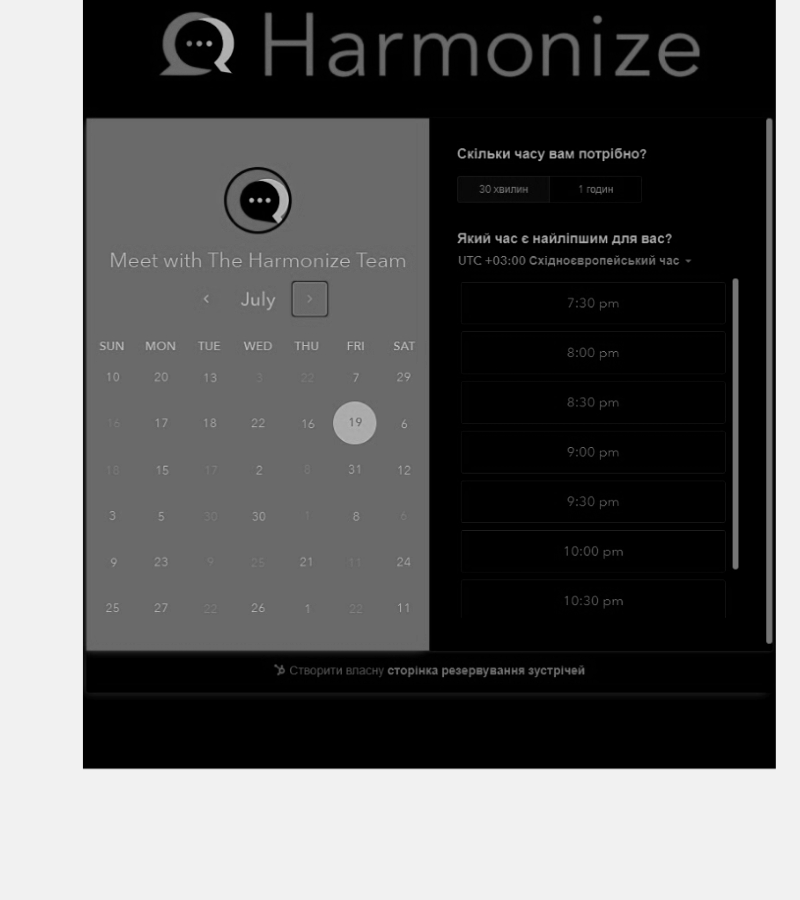 Harmonize
Meet with The Harmonize Team
July
SUN MON TUE WED THU FRI SAT
10 20 13 3 22 7 29
16 17 18 22 16 19 6
18 15 17 2 8 31 12
3 5 30 30 1 8 6
9 23 9 26 21 11 24
25 27 22 26 1 22 11
Скільки часу вам потрібно?
30 хвилин 1 годин
Який час є найліпшим для вас?
UTC +03:00 Східноєвропейський час
7:30 pm
8:00 pm
8:30 pm
9:00 pm
9:30 pm
10:00 pm
10:30 pm
Створити власну сторінка резервування зустрічей